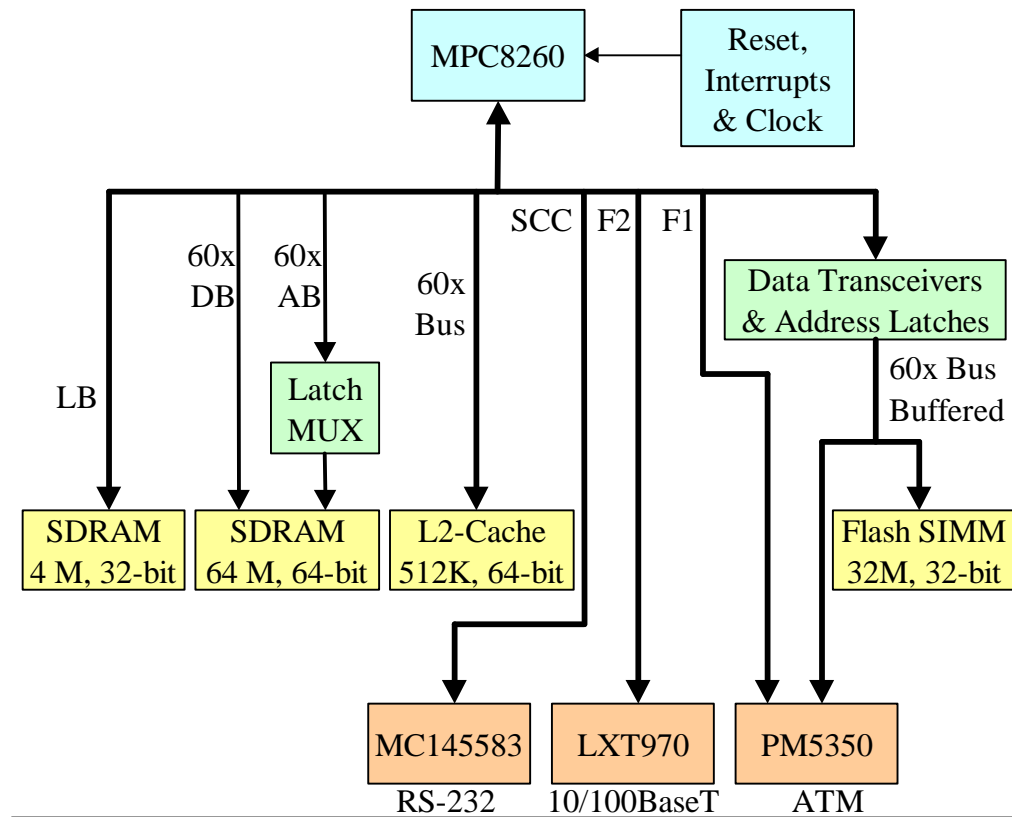 MPC8260
Reset,
Interrupts
& Clock
SCC
F2
F1
60x
DB
60x
AB
60x
Bus
LB
Data Transceivers
& Address Latches
60x Bus
Buffered
Latch
MUX
SDRAM
4 M, 32-bit
SDRAM
64 M, 64-bit
L2-Cache
512K, 64-bit
Flash SIMM
32M, 32-bit
MC145583
RS-232
LXT970
10/100BaseT
PM5350
ATM